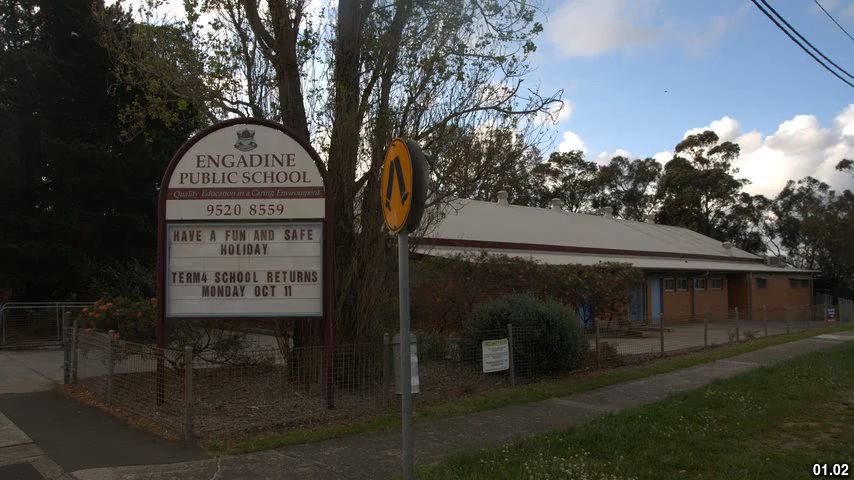 ENGADINE
PUBLIC SCHOOL
Quality Education in a Caring Environment
9520 8559
HAVE A FUN AND SAFE
HOLIDAY
TERM4 SCHOOL RETURNS
MONDAY OCT 11
01.02